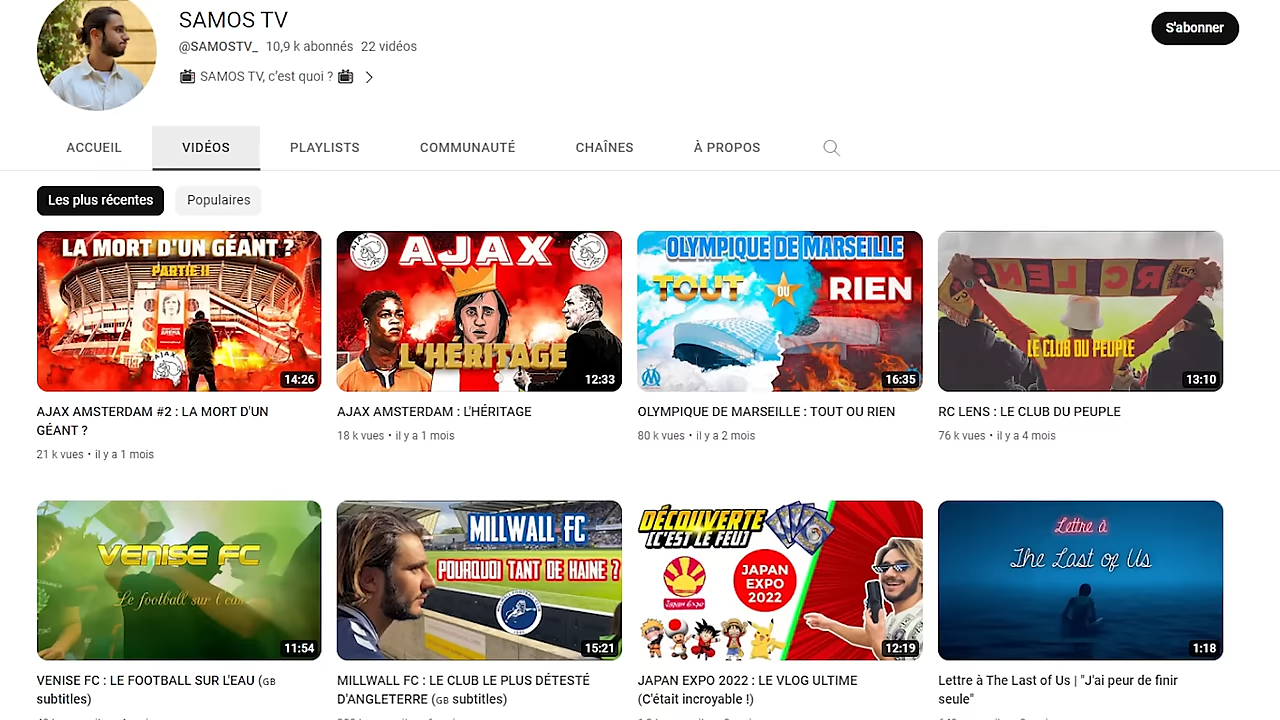 SAMOS TV
@SAMOSTV_ 10,9 k abonnés 22 vidéos
S'abonner
SAMOS TV, c'est quoi ?
ACCUEIL
VIDÉOS
PLAYLISTS
COMMUNAUTÉ
CHAÎNES
À PROPOS
Les plus récentes
Populaires
LA MORT D'UN GÉANT ?
PARTIE II
AJAX
14:26
AJAX
AJAX
AJAX
L'HÉRITAGE
12:33
OLYMPIQUE DE MARSEILLE
TOUT OU RIEN
16:35
RC LENS
LE CLUB DU PEUPLE
13:10
AJAX AMSTERDAM #2 : LA MORT D'UN
GÉANT ?
21 k vues • il y a 1 mois
AJAX AMSTERDAM : L'HÉRITAGE
18 k vues • il y a 1 mois
OLYMPIQUE DE MARSEILLE : TOUT OU RIEN
80 k vues • il y a 2 mois
RC LENS : LE CLUB DU PEUPLE
76 k vues • il y a 4 mois
VENISE FC
Le football sur l'eau
11:54
MILLWALL FC
POURQUOI TANT DE HAINE ?
15:21
DÉCOUVERTE
(C'EST LE FEU)
JAPAN
EXPO
2022
Japan Expo
12:19
Lettre à
The Last of Us
1:18
VENISE FC : LE FOOTBALL SUR L'EAU (GB
subtitles)
MILLWALL FC : LE CLUB LE PLUS DÉTESTÉ
D'ANGLETERRE (GB subtitles)
JAPAN EXPO 2022 : LE VLOG ULTIME
(C'était incroyable !)
Lettre à The Last of Us | "J'ai peur de finir
seule"